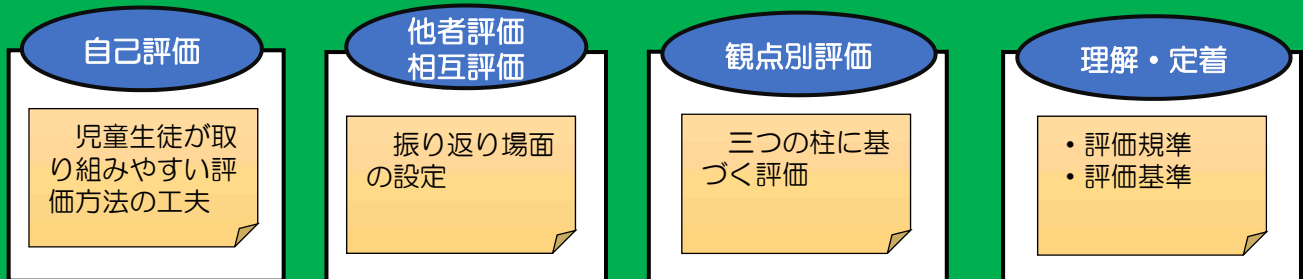 自己評価
児童生徒が取
り組みやすい評
価方法の工夫
他者評価
相互評価
振り返り場面
の設定
観点別評価
三つの柱に基
づく評価
理解・定着
・評価規準
・評価基準